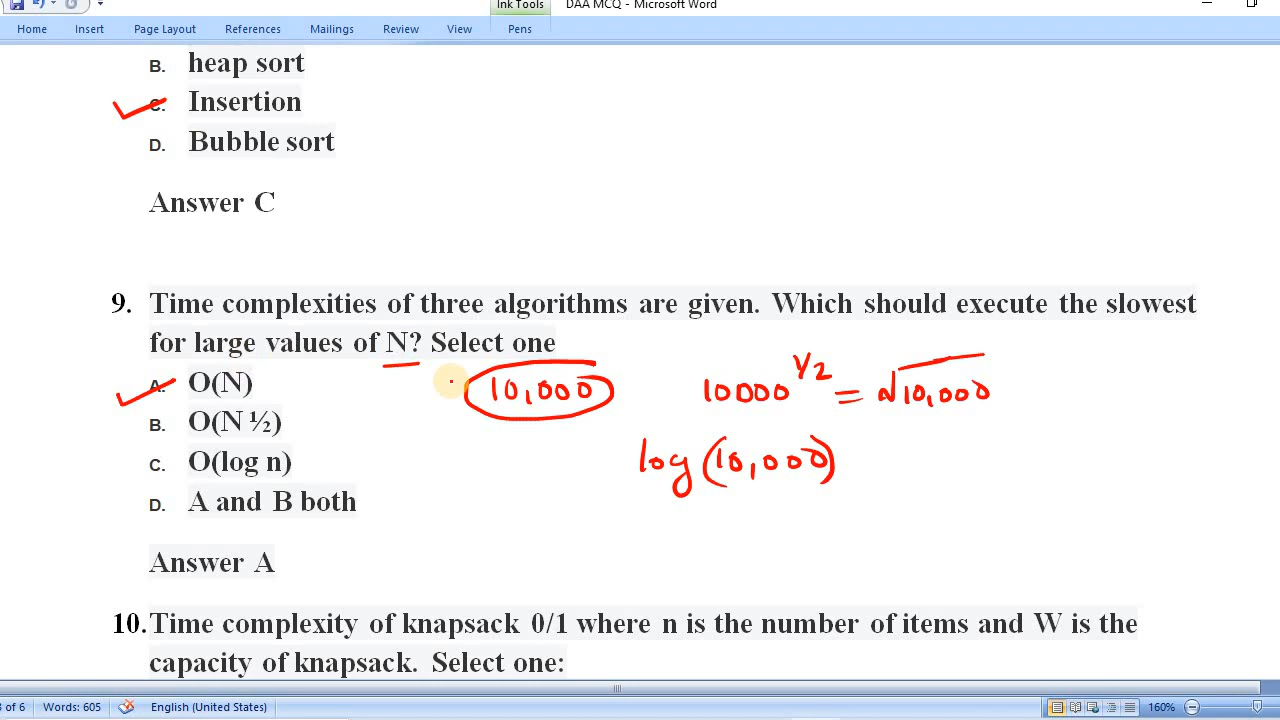 Ink Tools
DAA MCQ - Microsoft Word
Home Insert Page Layout References Mailings Review View Pens
B. heap sort
C. Insertion
D. Bubble sort
Answer C
9. Time complexities of three algorithms are given. Which should execute the slowest
for large values of N? Select one
A. O(N)
10,000 10000^1/2 = √10,000
B. O(N ½)
C. O(log n)
log (10,000)
D. A and B both
Answer A
10. Time complexity of knapsack 0/1 where n is the number of items and W is the
capacity of knapsack. Select one:
of 6 Words: 605 English (United States) 160%